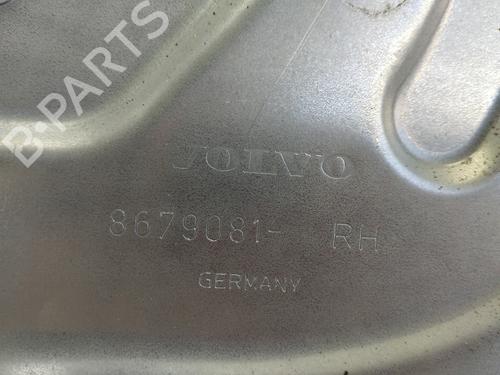 B-PARTS
VOLVO
8679081- RH
GERMANY